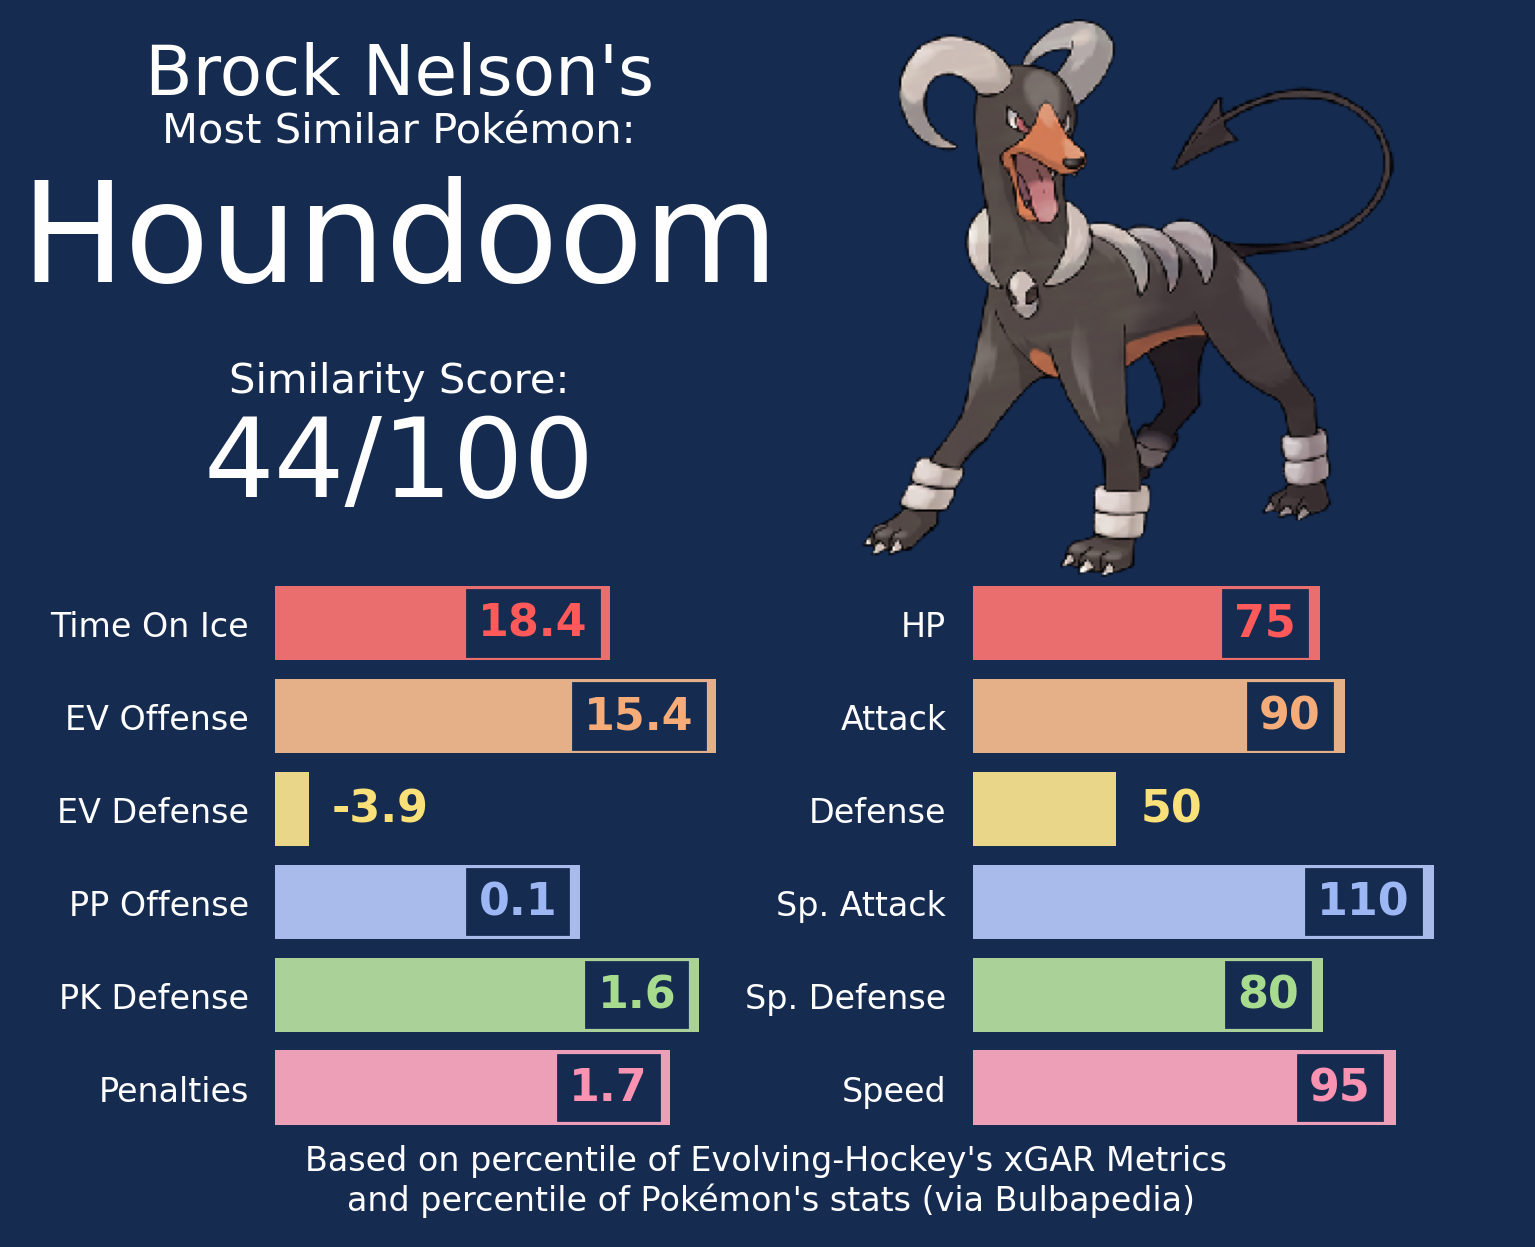 Brock Nelson's
Most Similar Pokémon:
Houndoom
Similarity Score:
44/100
Time On Ice 18.4
EV Offense 15.4
EV Defense -3.9
PP Offense 0.1
PK Defense 1.6
Penalties 1.7
HP 75
Attack 90
Defense 50
Sp. Attack 110
Sp. Defense 80
Speed 95
Based on percentile of Evolving-Hockey's xGAR Metrics
and percentile of Pokémon's stats (via Bulbapedia)